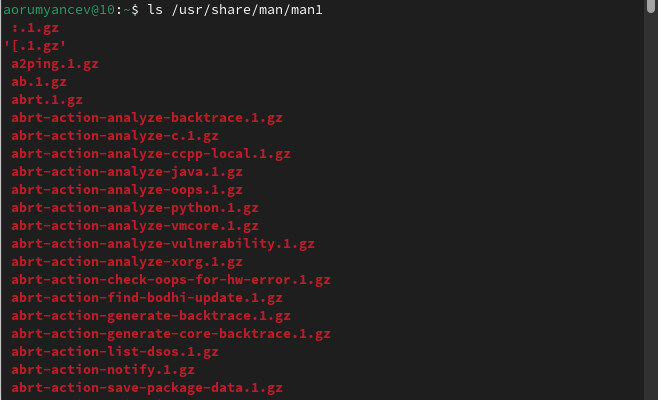 aorumyancev@10:~$ ls /usr/share/man/man1
:.1.gz
'[.1.gz'
a2ping.1.gz
ab.1.gz
abrt.1.gz
abrt-action-analyze-backtrace.1.gz
abrt-action-analyze-c.1.gz
abrt-action-analyze-ccpp-local.1.gz
abrt-action-analyze-java.1.gz
abrt-action-analyze-oops.1.gz
abrt-action-analyze-python.1.gz
abrt-action-analyze-vmcore.1.gz
abrt-action-analyze-vulnerability.1.gz
abrt-action-analyze-xorg.1.gz
abrt-action-check-oops-for-hw-error.1.gz
abrt-action-find-bodhi-update.1.gz
abrt-action-generate-backtrace.1.gz
abrt-action-generate-core-backtrace.1.gz
abrt-action-list-dsos.1.gz
abrt-action-notify.1.gz
abrt-action-save-package-data.1.gz